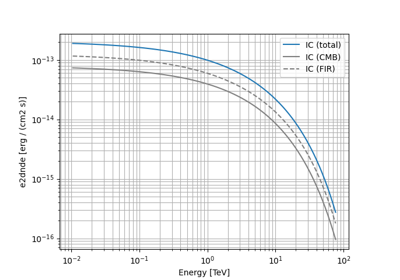 10⁻¹³
10⁻¹⁴
10⁻¹⁵
10⁻¹⁶
e2dnde [erg / (cm2 s)]
IC (total)
IC (CMB)
IC (FIR)
10⁻² 10⁻¹ 10⁰ 10¹ 10²
Energy [TeV]